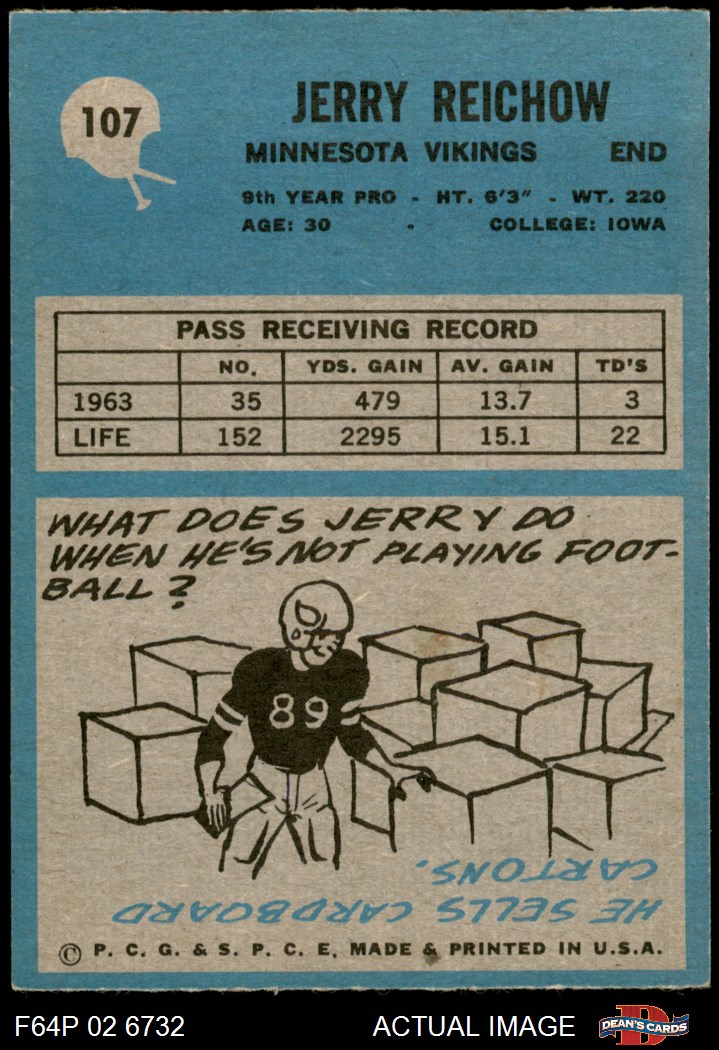 107
JERRY REICHOW
MINNESOTA VIKINGS END
9th YEAR PRO - HT. 6'3" - WT. 220
AGE: 30 - COLLEGE: IOWA
PASS RECEIVING RECORD
NO. YDS. GAIN AV. GAIN TD'S
1963 35 479 13.7 3
LIFE 152 2295 15.1 22
WHAT DOES JERRY DO
WHEN HE'S NOT PLAYING FOOT-
BALL?
89
HE SELLS CARDBOARD
CARTONS.
© P. C. G. & S. P. C. E. MADE & PRINTED IN U.S.A.
F64P 02 6732 ACTUAL IMAGE DEAN'S CARDS